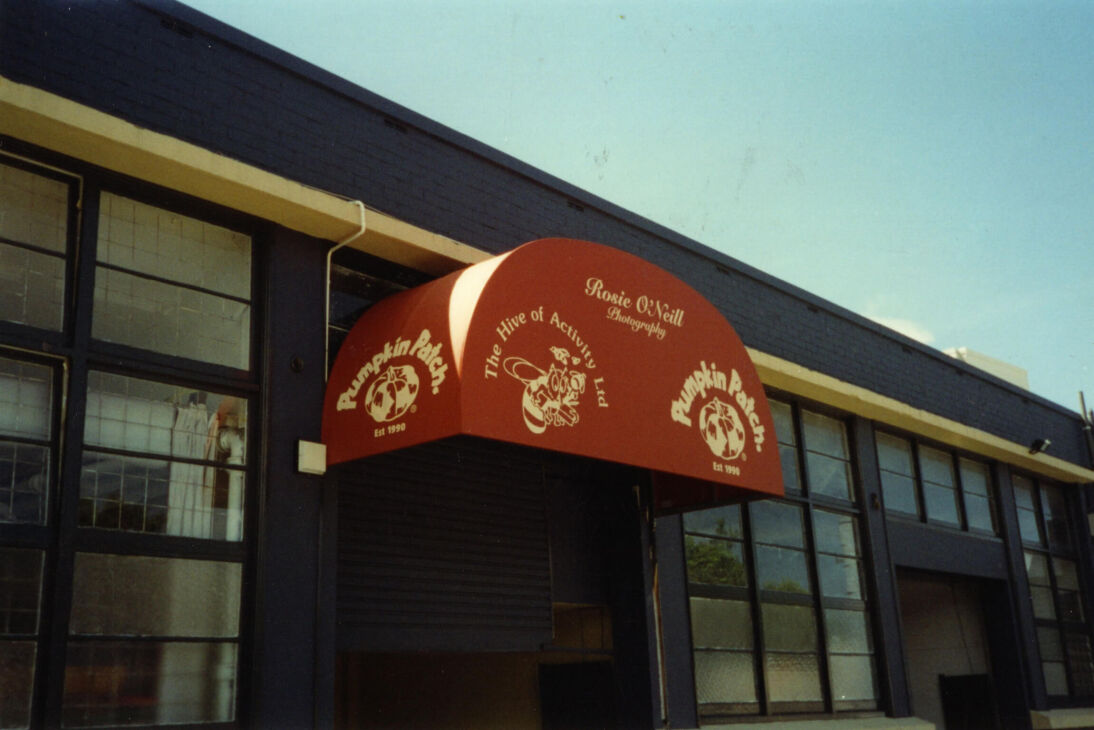 Pumpkin Patch®
Est 1990
The Hive of Activity Ltd
Rosie O'Neill
Photography
Pumpkin Patch®
Est 1990